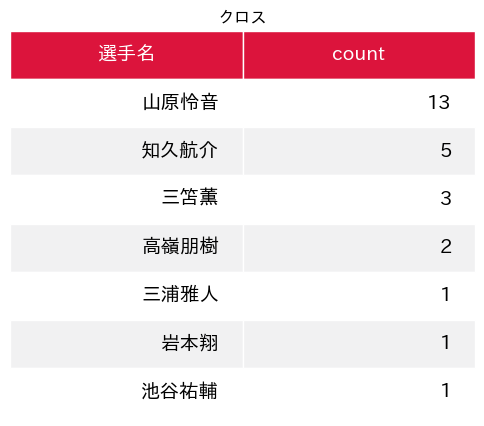 クロス
選手名 count
山原怜音 13
知久航介 5
三笘薫 3
高嶺朋樹 2
三浦雅人 1
岩本翔 1
池谷祐輔 1